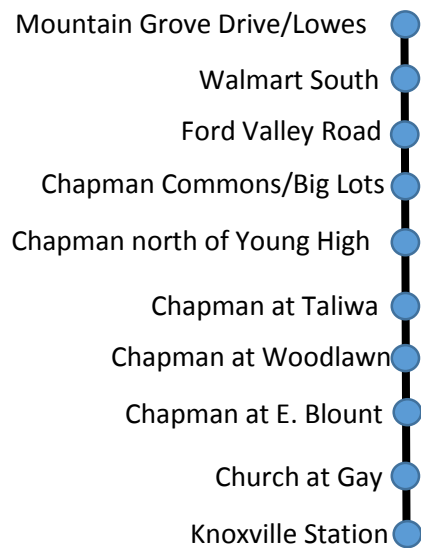 Mountain Grove Drive/Lowes
Walmart South
Ford Valley Road
Chapman Commons/Big Lots
Chapman north of Young High
Chapman at Taliwa
Chapman at Woodlawn
Chapman at E. Blount
Church at Gay
Knoxville Station